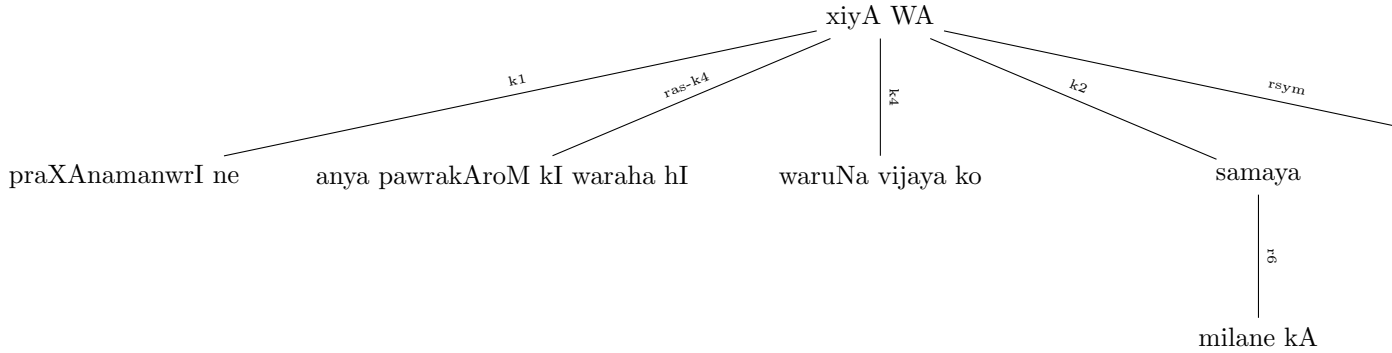 xiyA WA
k1
ras-k4
k4
k2
rsym
praXAnamanwrI ne
anya pawrakAroM kI waraha hI
waruNa vijaya ko
samaya
r6
milane kA